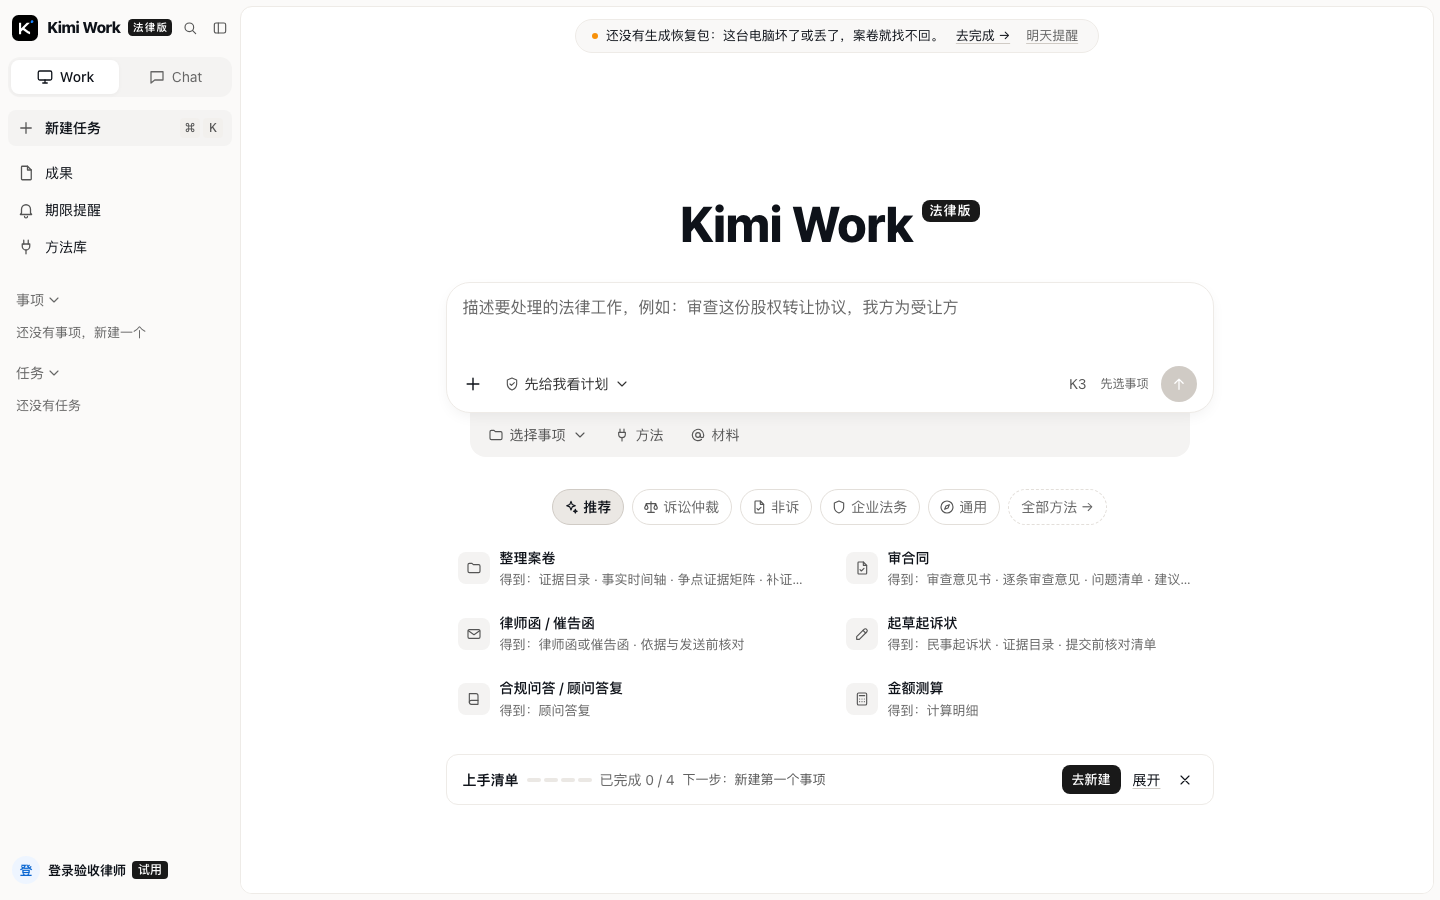 Kimi Work 法律版
Work
Chat
新建任务 ⌘ K
成果
期限提醒
方法库
事项
还没有事项，新建一个
任务
还没有任务
登 登录验收律师 试用
还没有生成恢复包：这台电脑坏了或丢了，案卷就找不回。 去完成 → 明天提醒
Kimi Work 法律版
描述要处理的法律工作，例如：审查这份股权转让协议，我方为受让方
先给我看计划
K3 先选事项
选择事项 方法 材料
推荐 诉讼仲裁 非诉 企业法务 通用 全部方法 →
整理案卷
得到：证据目录 · 事实时间轴 · 争点证据矩阵 · 补证...
审合同
得到：审查意见书 · 逐条审查意见 · 问题清单 · 建议...
律师函 / 催告函
得到：律师函或催告函 · 依据与发送前核对
起草起诉状
得到：民事起诉状 · 证据目录 · 提交前核对清单
合规问答 / 顾问答复
得到：顾问答复
金额测算
得到：计算明细
上手清单 已完成 0 / 4 下一步：新建第一个事项 去新建 展开